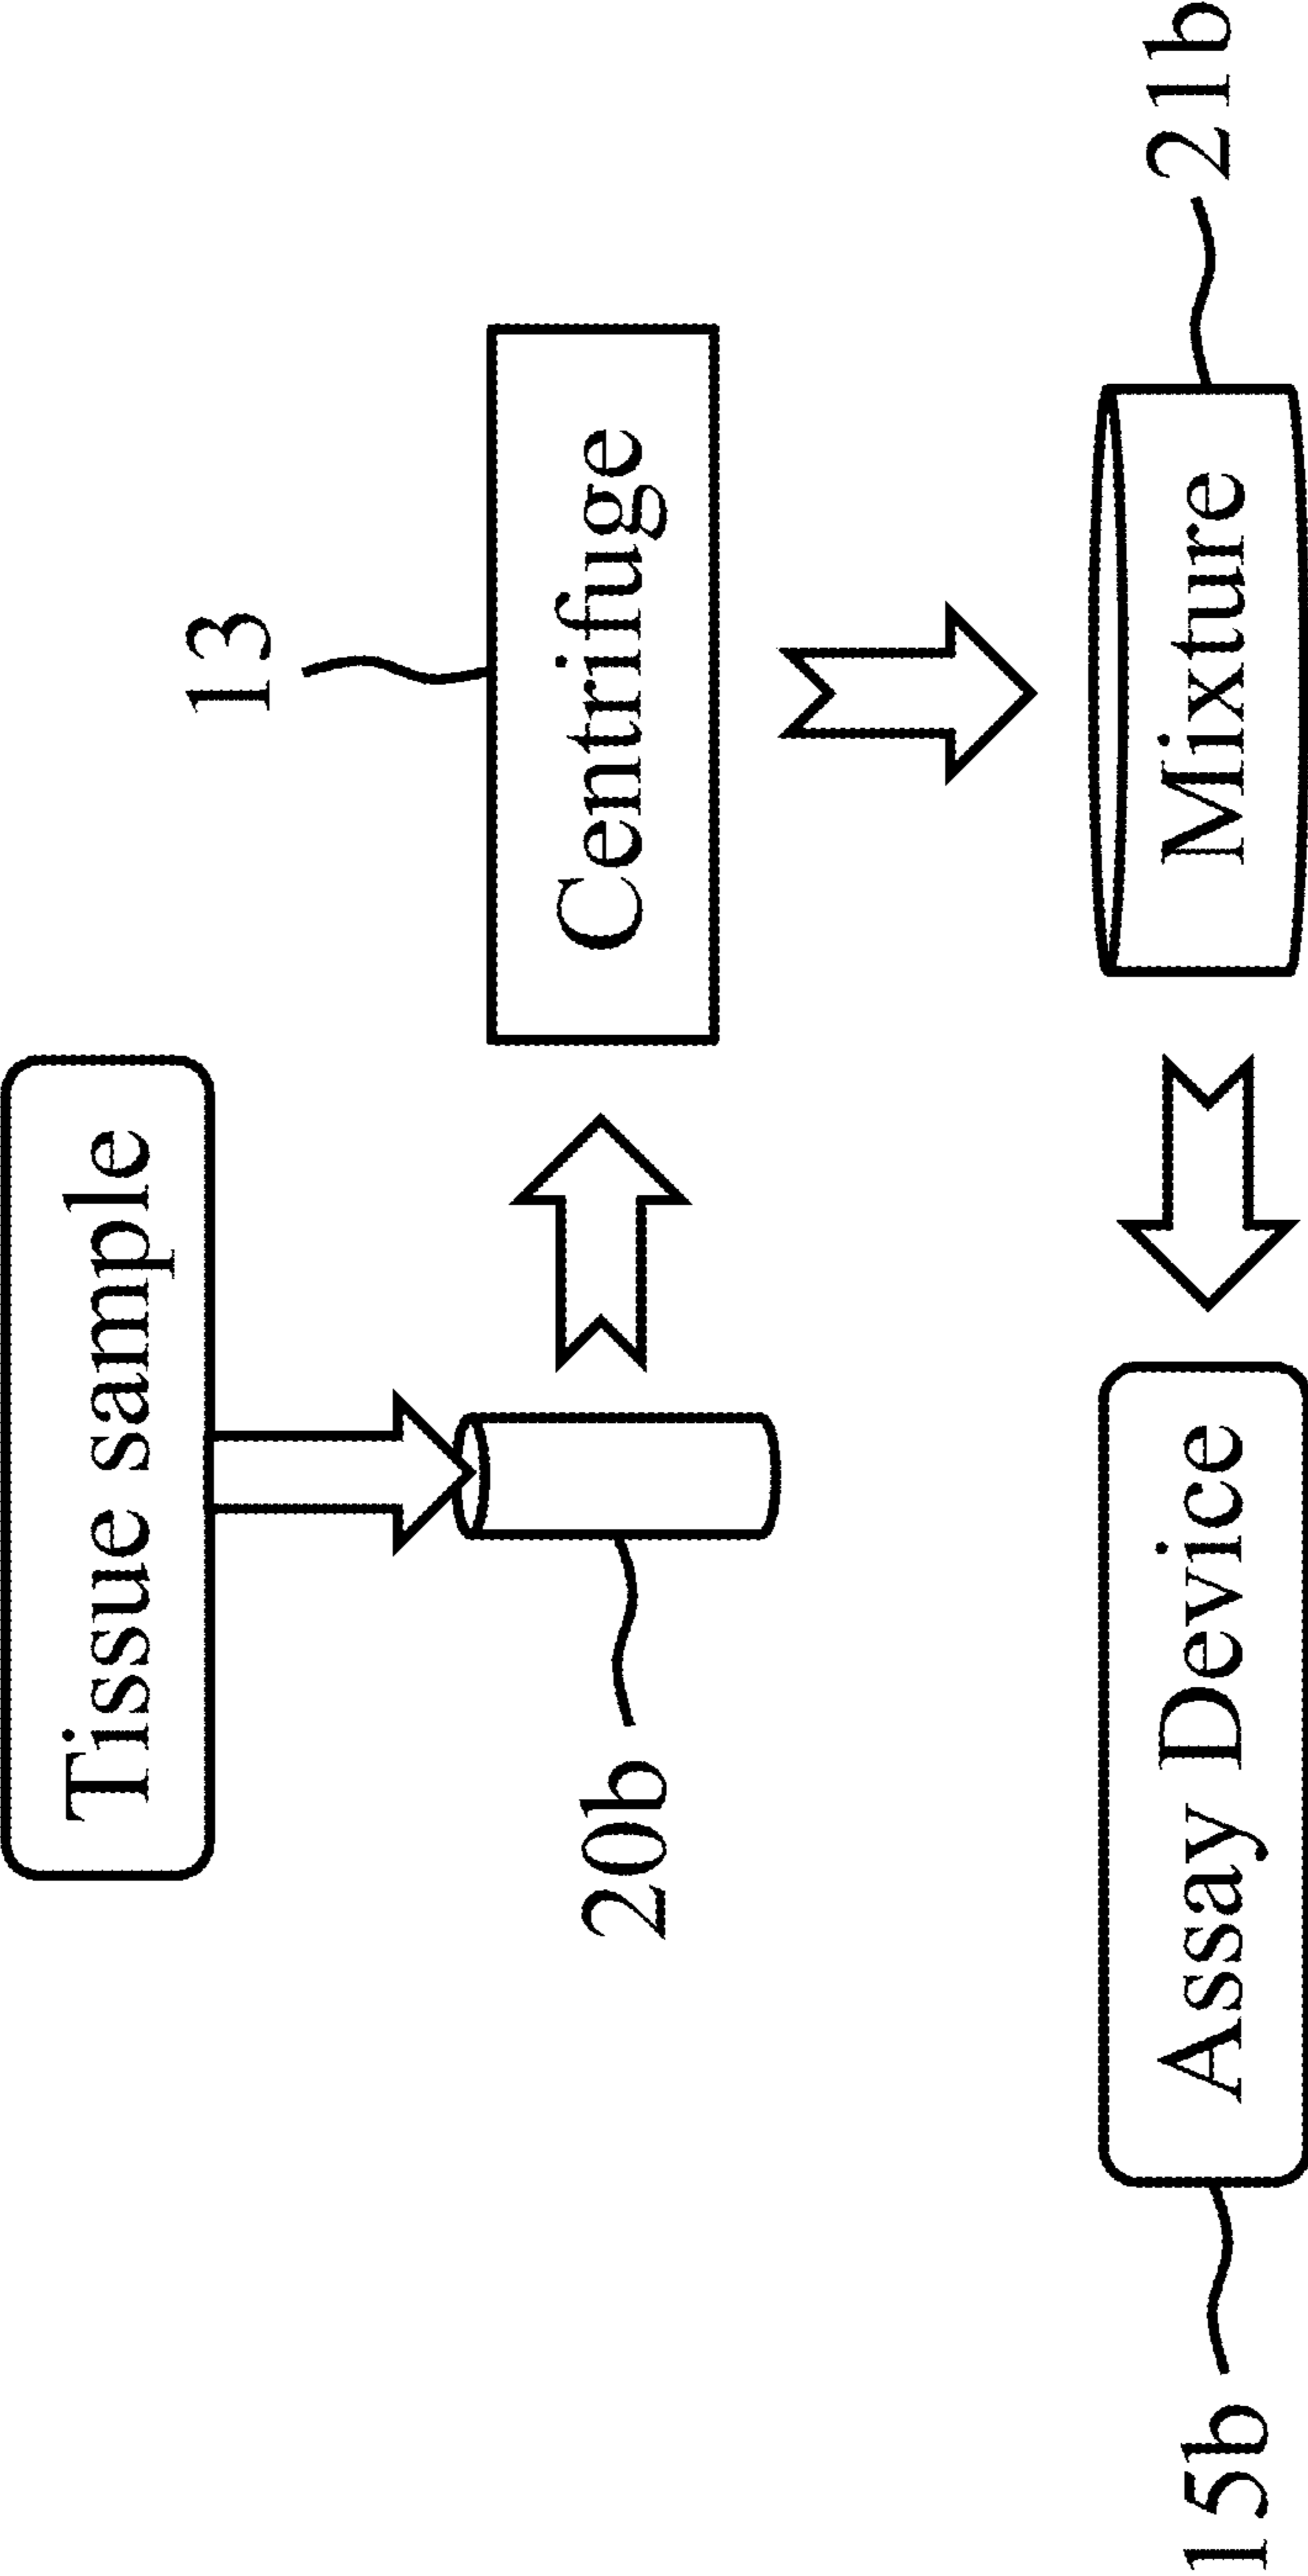 Tissue sample
13
20b
Centrifuge
Mixture
21b
Assay Device
15b